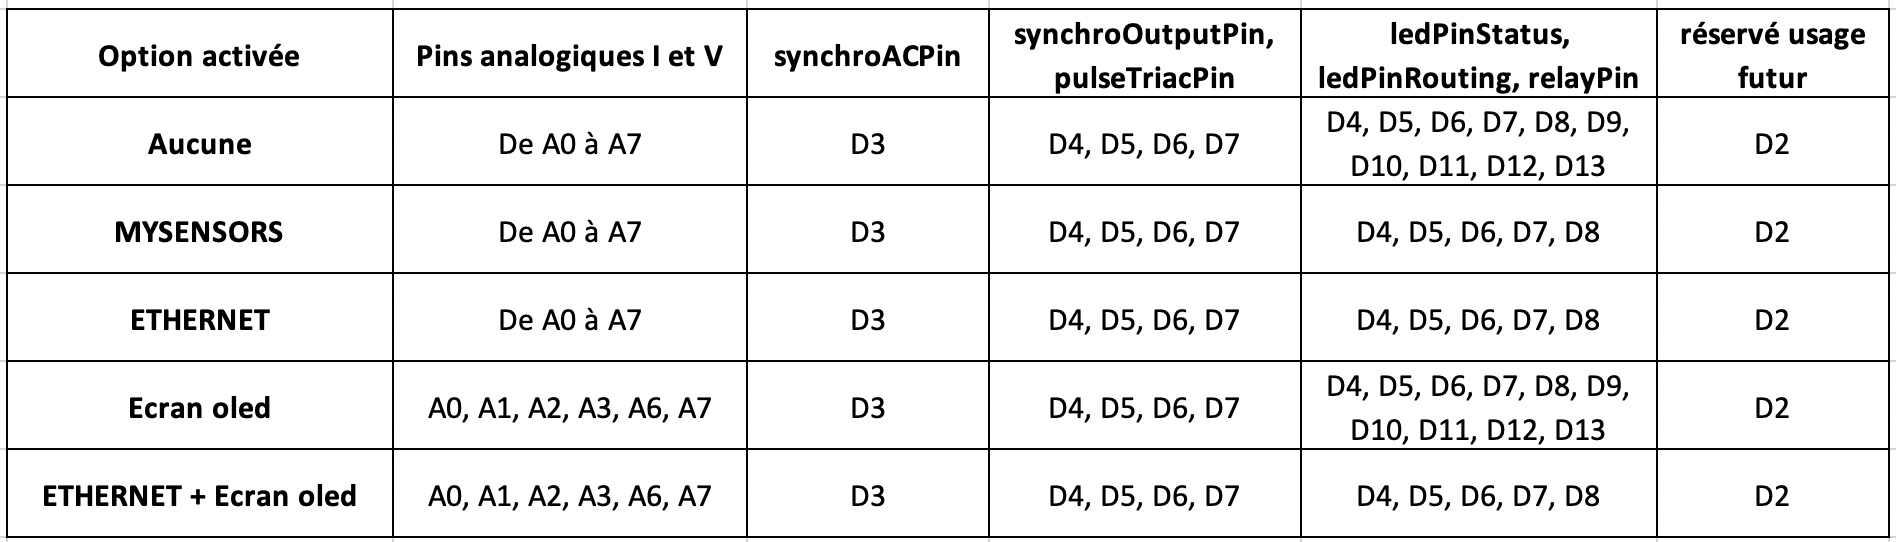 Option activée
Pins analogiques I et V
synchroACPin
synchroOutputPin,
pulseTriacPin
ledPinStatus,
ledPinRouting, relayPin
réservé usage
futur
Aucune
De A0 à A7
D3
D4, D5, D6, D7
D4, D5, D6, D7, D8, D9,
D10, D11, D12, D13
D2
MYSENSORS
De A0 à A7
D3
D4, D5, D6, D7
D4, D5, D6, D7, D8
D2
ETHERNET
De A0 à A7
D3
D4, D5, D6, D7
D4, D5, D6, D7, D8
D2
Ecran oled
A0, A1, A2, A3, A6, A7
D3
D4, D5, D6, D7
D4, D5, D6, D7, D8, D9,
D10, D11, D12, D13
D2
ETHERNET + Ecran oled
A0, A1, A2, A3, A6, A7
D3
D4, D5, D6, D7
D4, D5, D6, D7, D8
D2